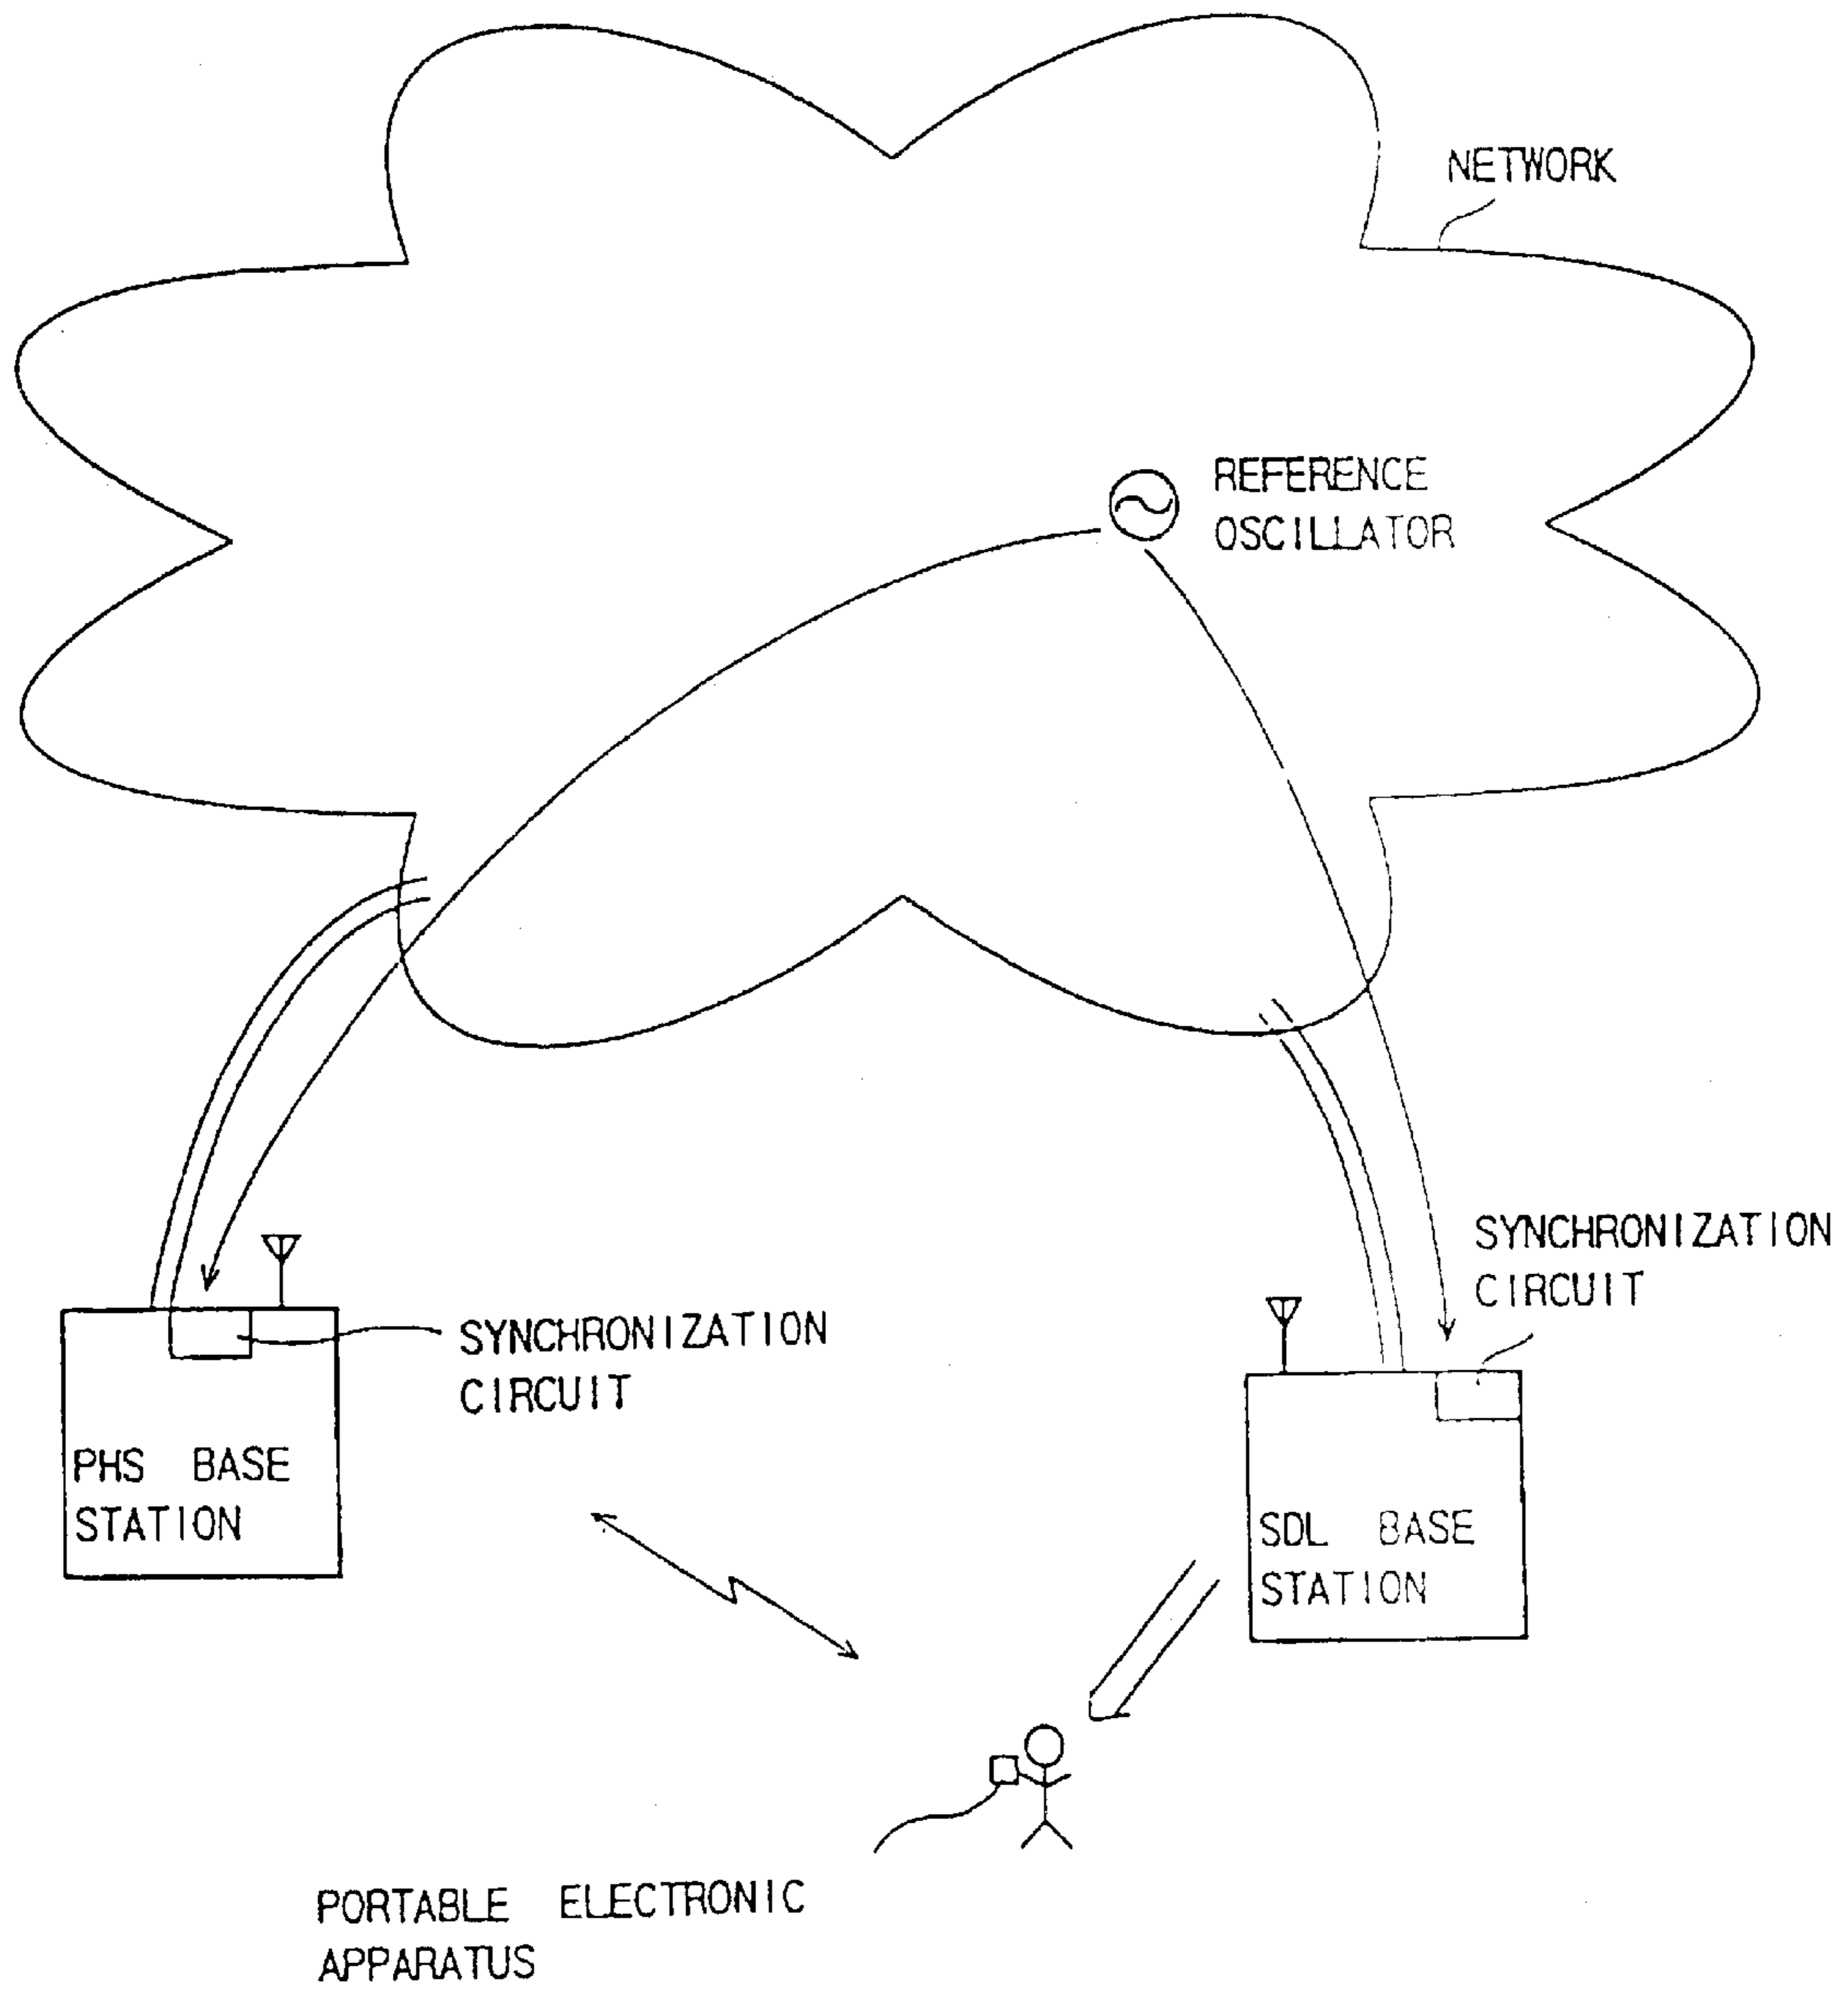 NETWORK
REFERENCE
OSCILLATOR
SYNCHRONIZATION
CIRCUIT
SYNCHRONIZATION
CIRCUIT
PHS BASE
STATION
SDL BASE
STATION
PORTABLE ELECTRONIC
APPARATUS